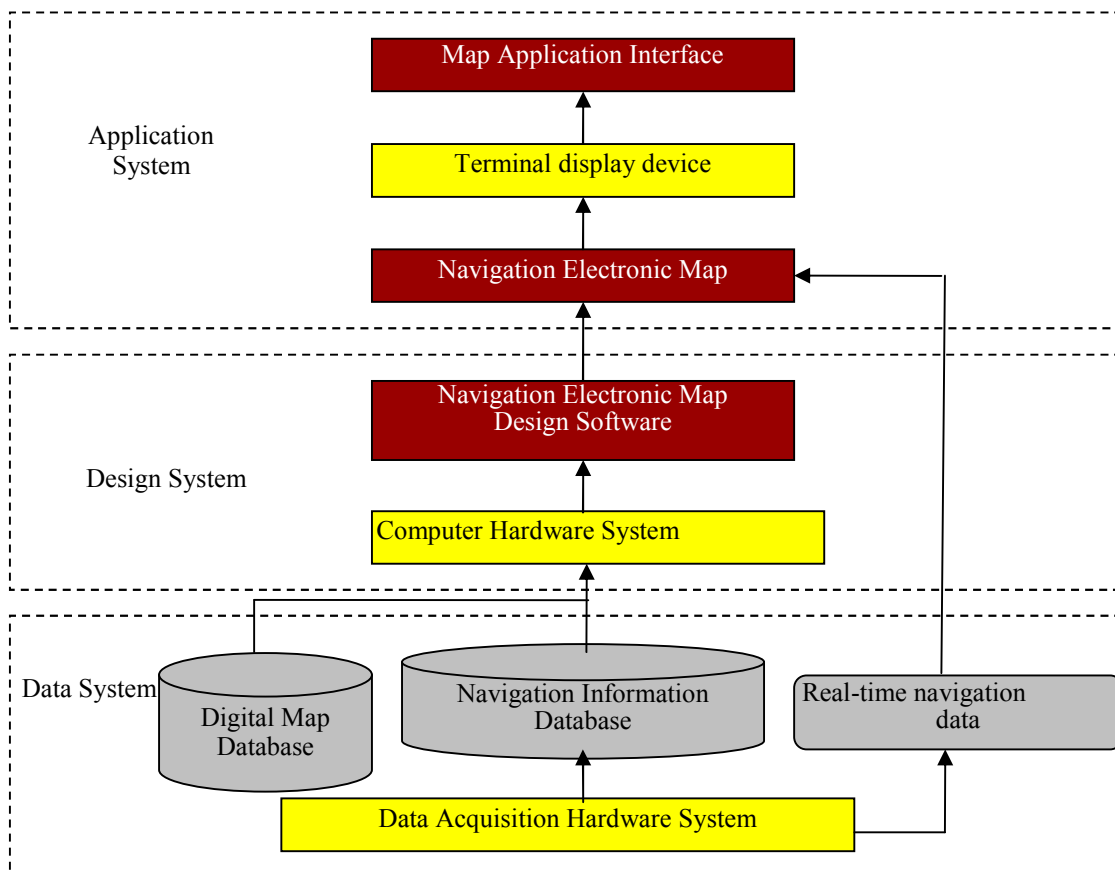 Map Application Interface
Application
System
Terminal display device
Navigation Electronic Map
Navigation Electronic Map
Design Software
Design System
Computer Hardware System
Data System
Digital Map
Database
Navigation Information
Database
Real-time navigation
data
Data Acquisition Hardware System